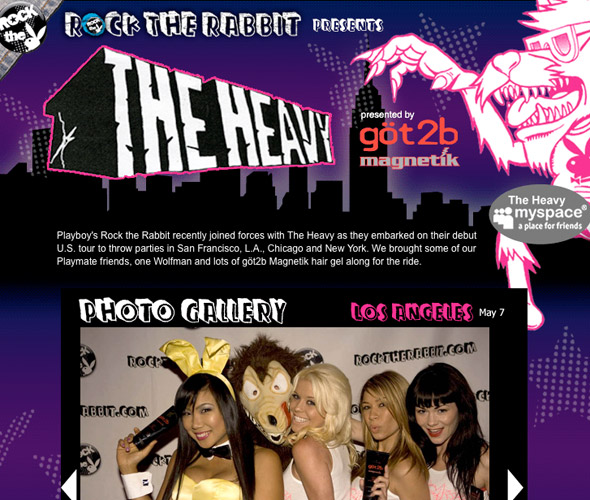 ROCK the
ROCK THE RABBIT PRESENTS
THE HEAVY
presented by
göt2b
magnetik
The Heavy
myspace®
a place for friends
Playboy's Rock the Rabbit recently joined forces with The Heavy as they embarked on their debut
U.S. tour to throw parties in San Francisco, L.A., Chicago and New York. We brought some of our
Playmate friends, one Wolfman and lots of göt2b Magnetik hair gel along for the ride.
PHOTO GALLERY
LOS ANGELES May 7
ROCKTHE
ROCKTHERABBIT.COM
RABBIT.COM